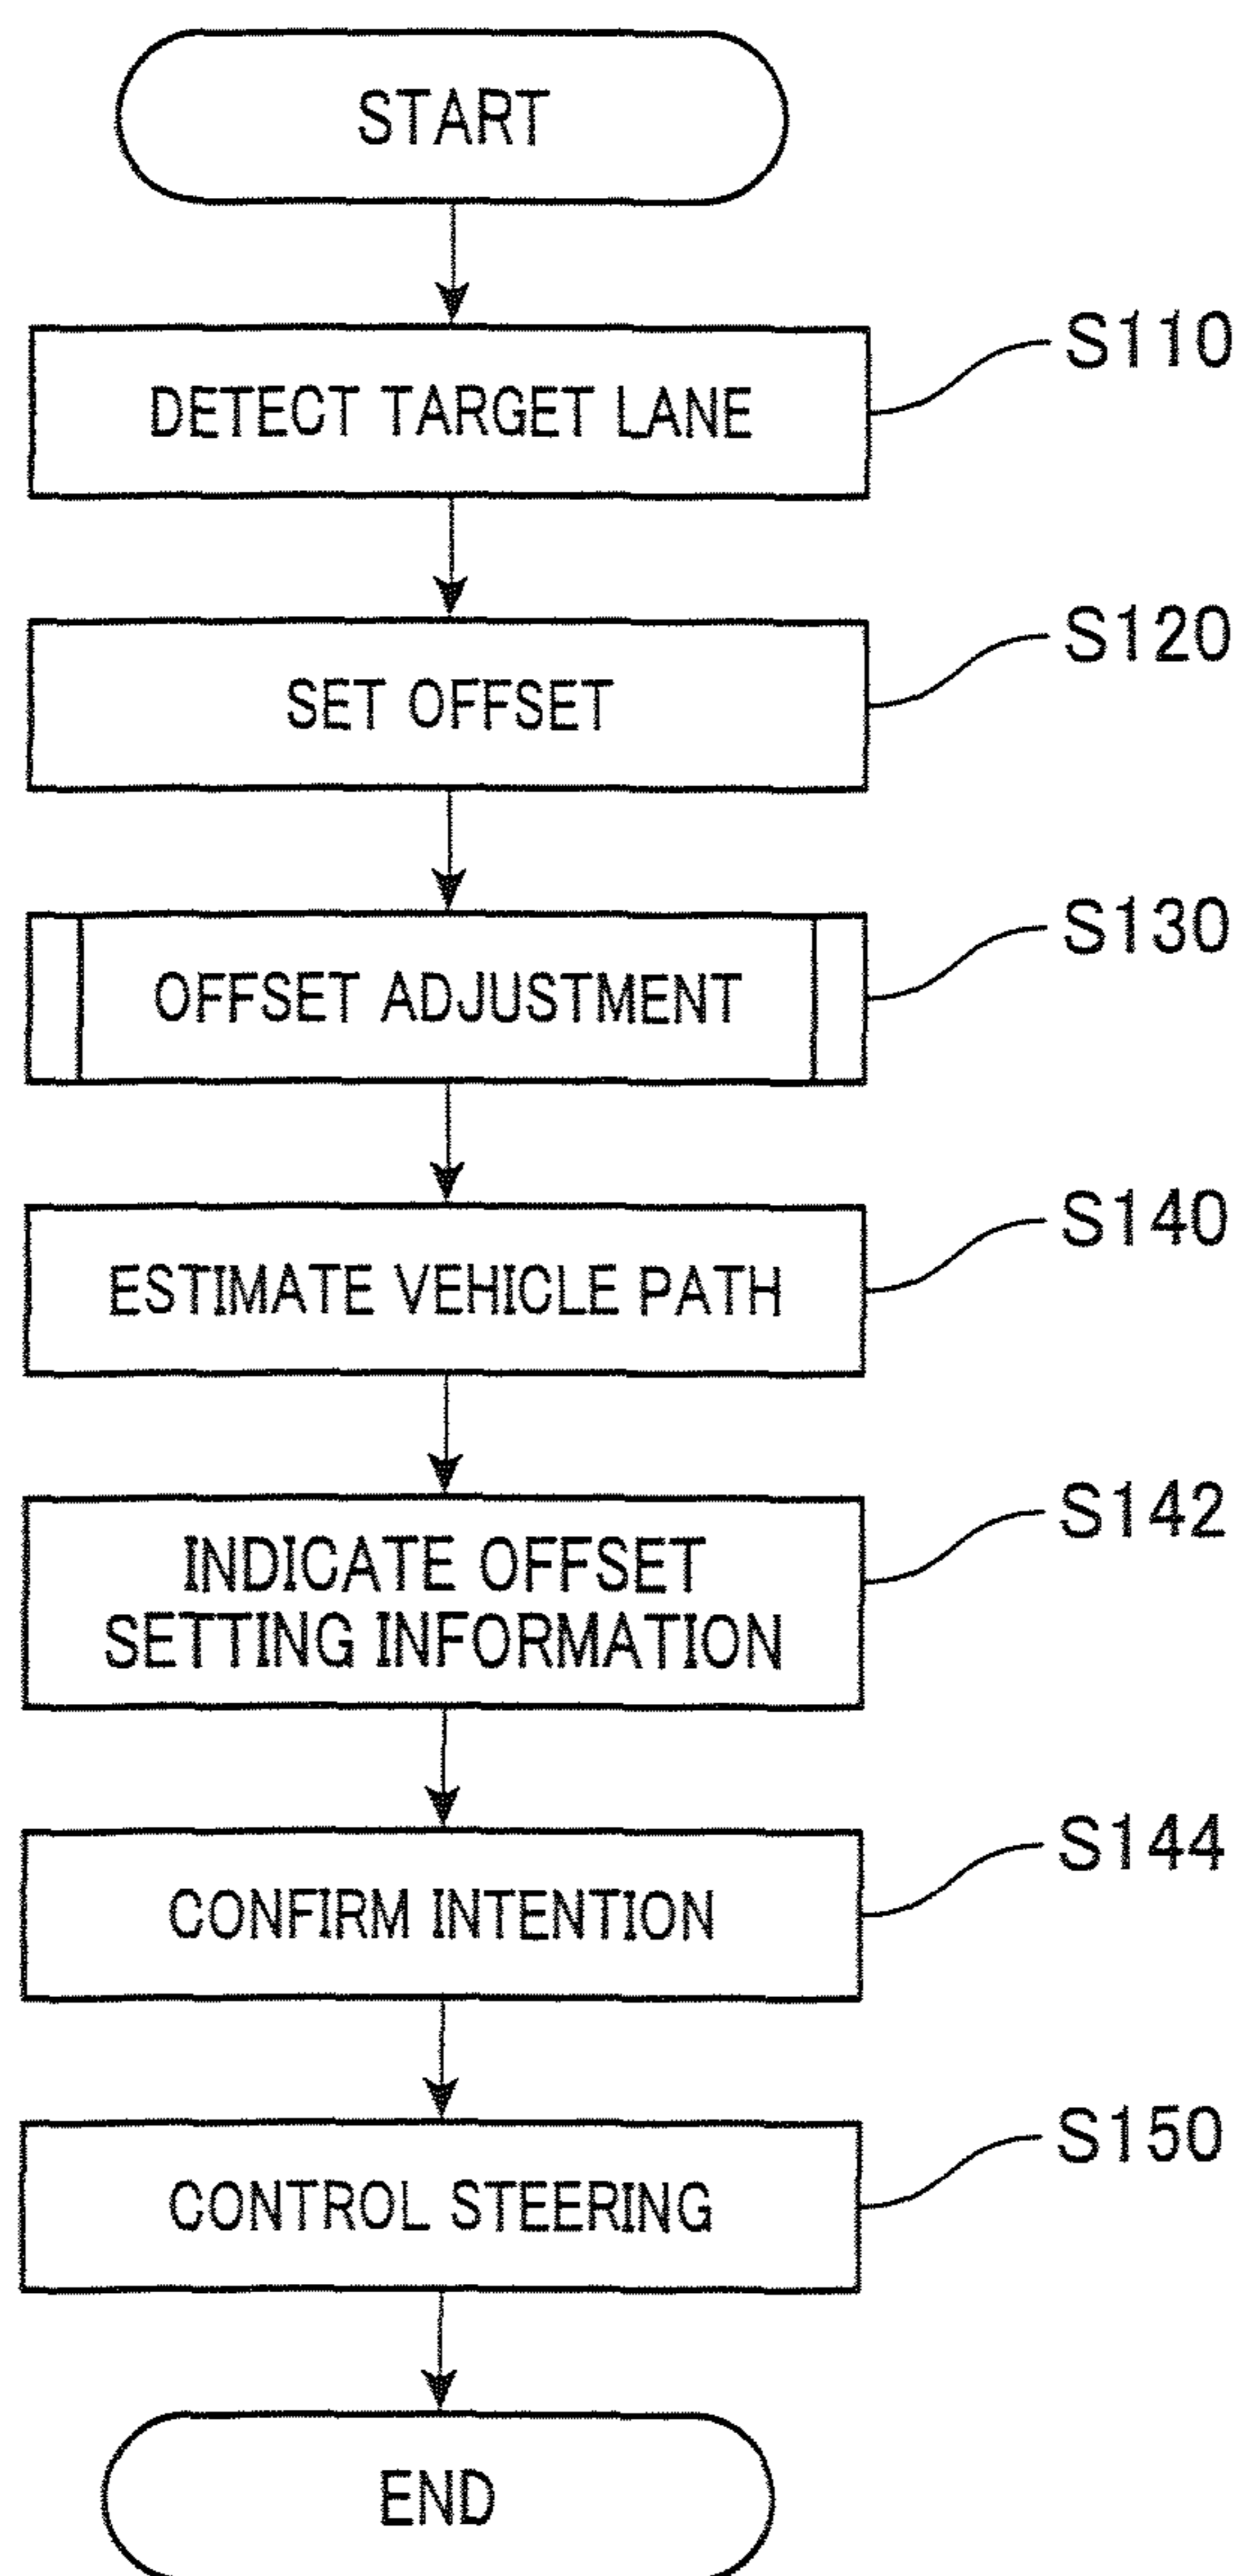 START
DETECT TARGET LANE
S110
SET OFFSET
S120
OFFSET ADJUSTMENT
S130
ESTIMATE VEHICLE PATH
S140
INDICATE OFFSET
SETTING INFORMATION
S142
CONFIRM INTENTION
S144
CONTROL STEERING
S150
END